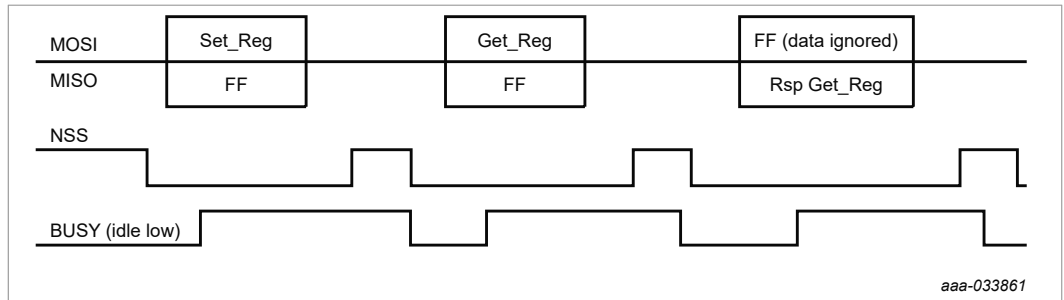 MOSI
Set_Reg
Get_Reg
FF (data ignored)
MISO
FF
FF
Rsp Get_Reg
NSS
BUSY (idle low)
aaa-033861